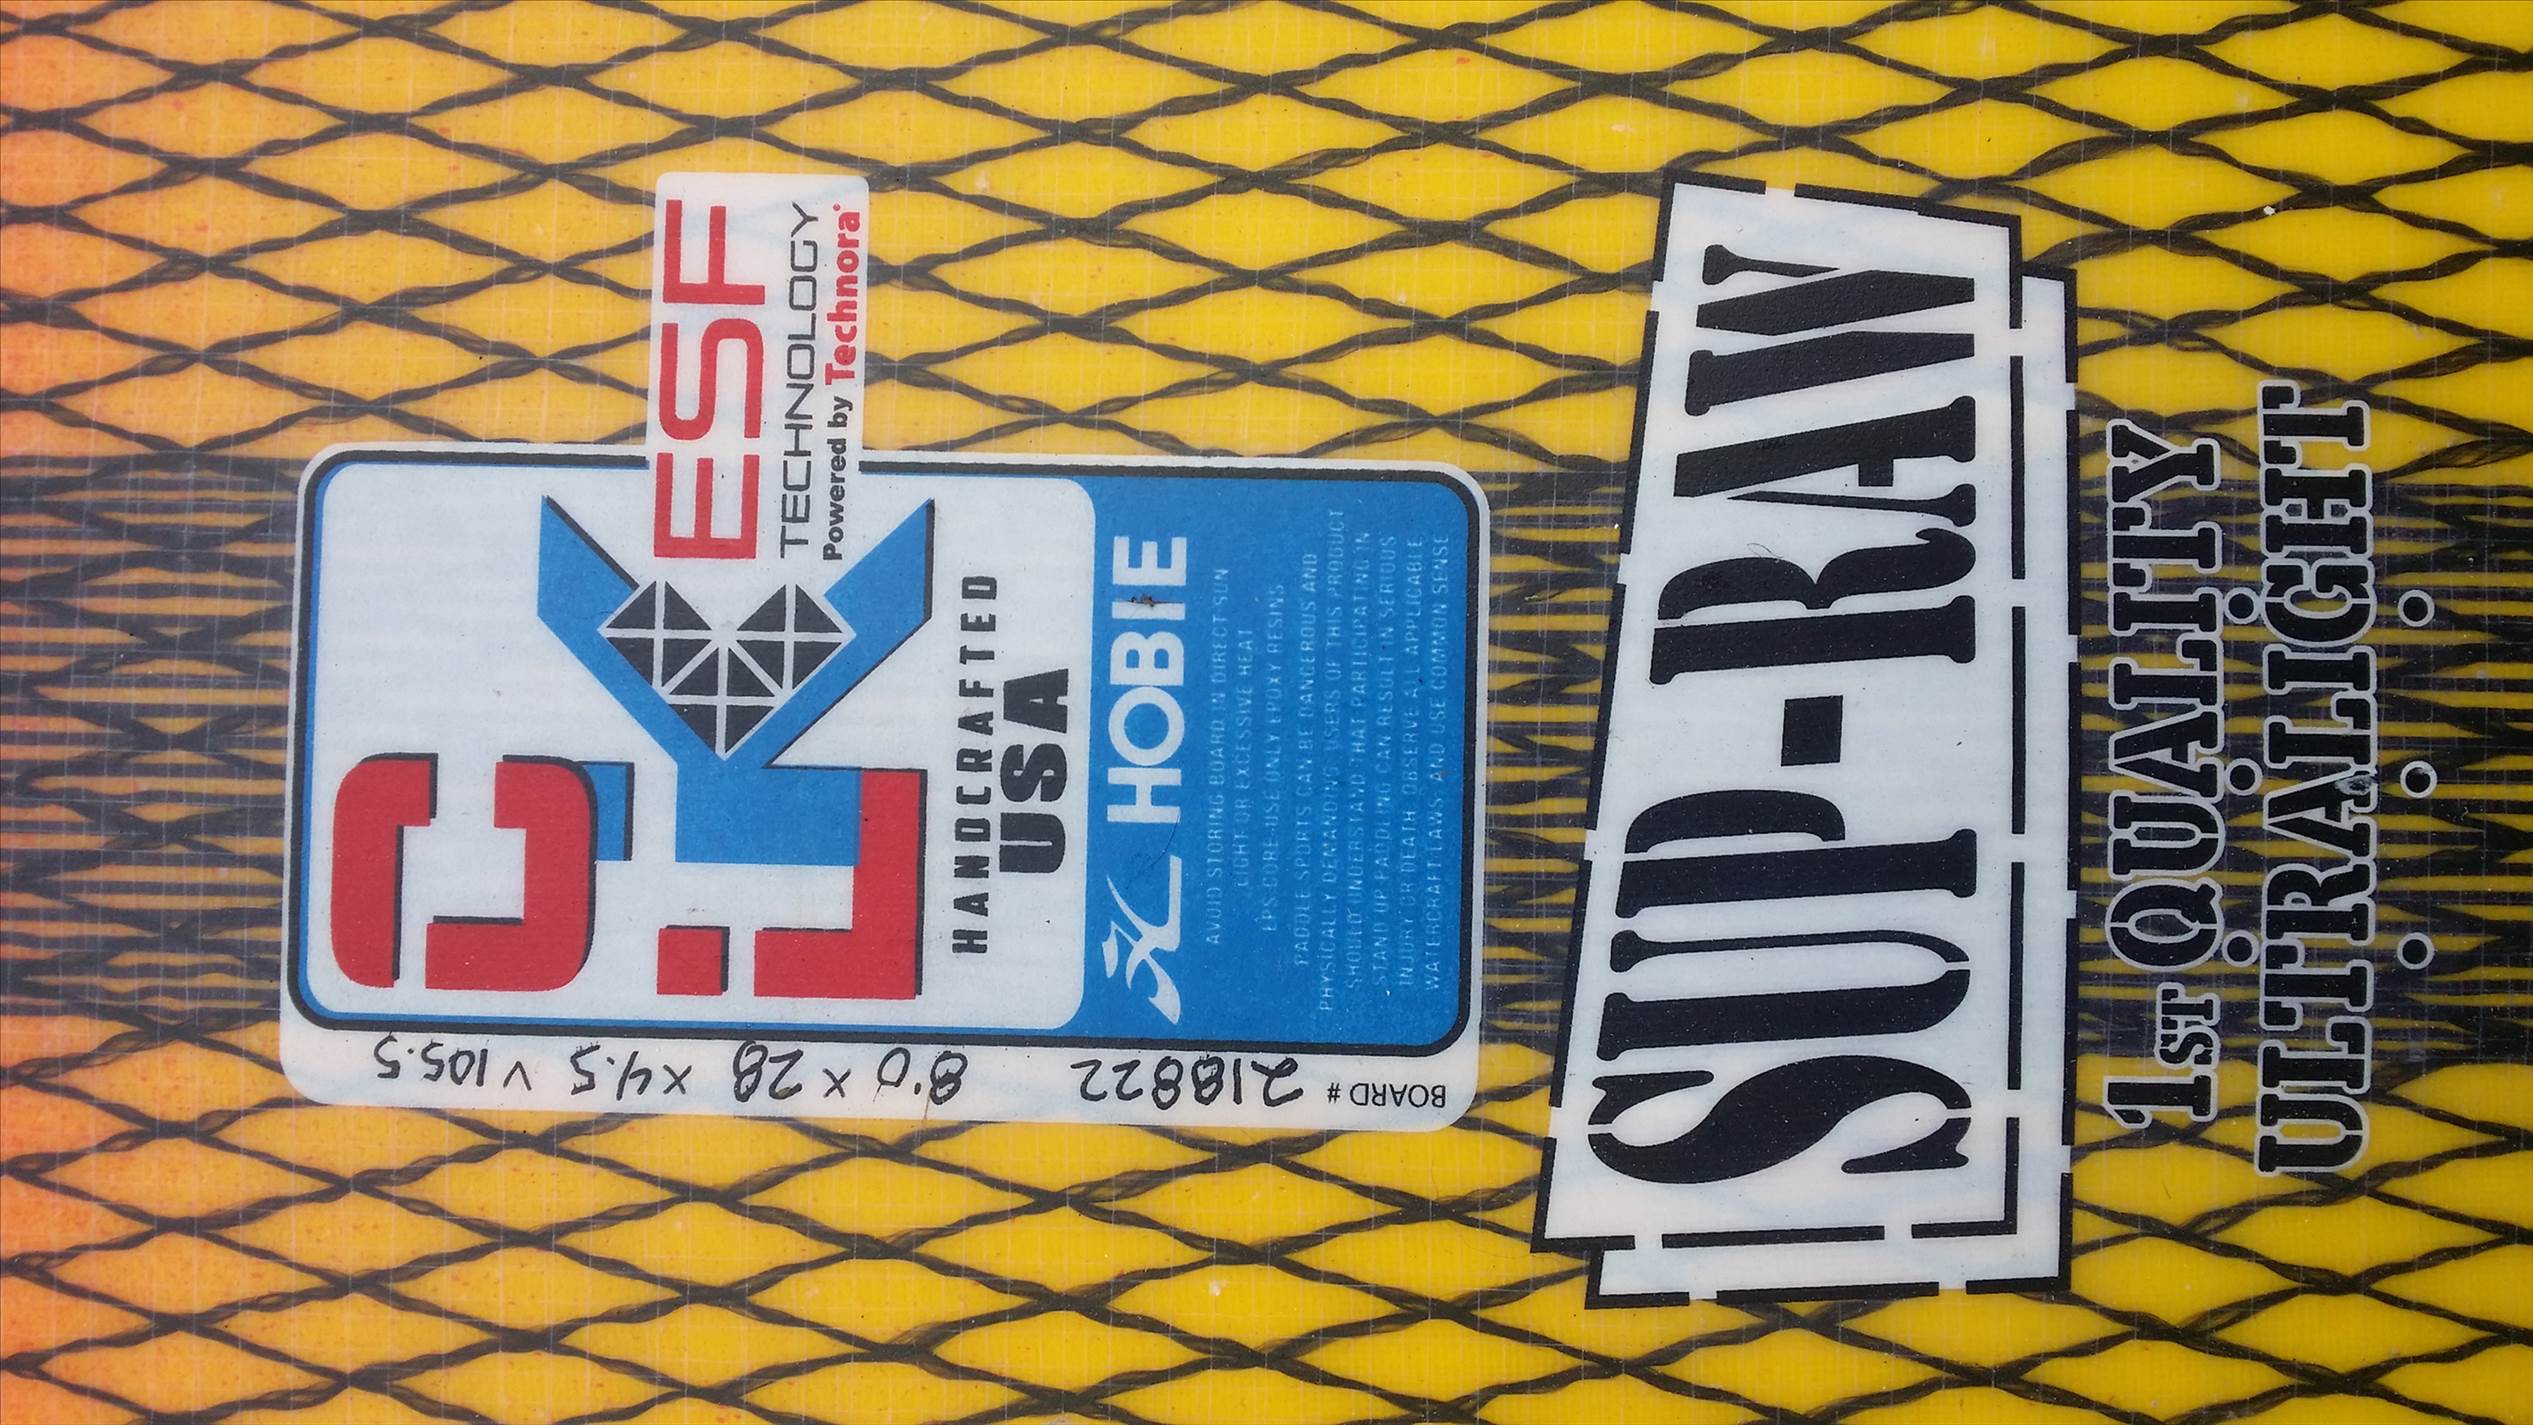 ESF
TECHNOLOGY
Powered by Technora
HANDCRAFTED
USA
HOBIE
AVOID STORING BOARD IN DIRECT SUN
LIGHT OR EXCESSIVE HEAT
EPS CORE-USE ONLY EPOXY RESINS
PADDLE SPORTS CAN BE DANGEROUS AND
PHYSICALLY DEMANDING. USERS OF THIS PRODUCT
SHOULD UNDERSTAND THAT PARTICIPATING IN
STAND UP PADDLING CAN RESULT IN SERIOUS
INJURY OR DEATH. OBSERVE ALL APPLICABLE
WATERCRAFT LAWS AND USE COMMON SENSE
BOARD # 218822 8'0 x 28 x 4.5 V 105.5
SUP-RAW
1ST QUALITY
ULTRALIGHT